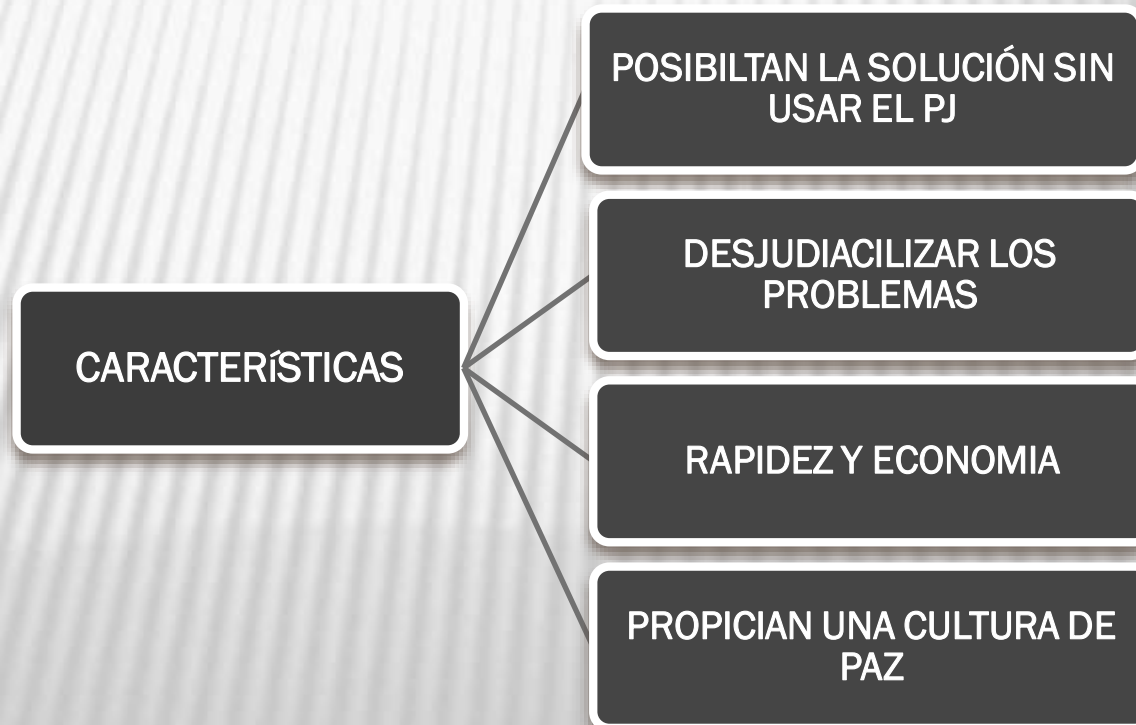 CARACTERíSTICAS
POSIBILTAN LA SOLUCIÓN SIN
USAR EL PJ
DESJUDIACILIZAR LOS
PROBLEMAS
RAPIDEZ Y ECONOMIA
PROPICIAN UNA CULTURA DE
PAZ